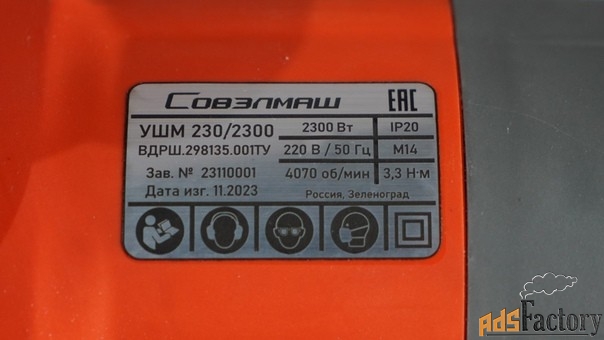 СОВЭЛМАШ EAC
УШМ 230/2300 2300 Вт IP20
ВДРШ.298135.001ТУ 220 В / 50 Гц М14
Зав. № 23110001 4070 об/мин 3,3 Н·м
Дата изг. 11.2023 Россия, Зеленоград
AdsFactory